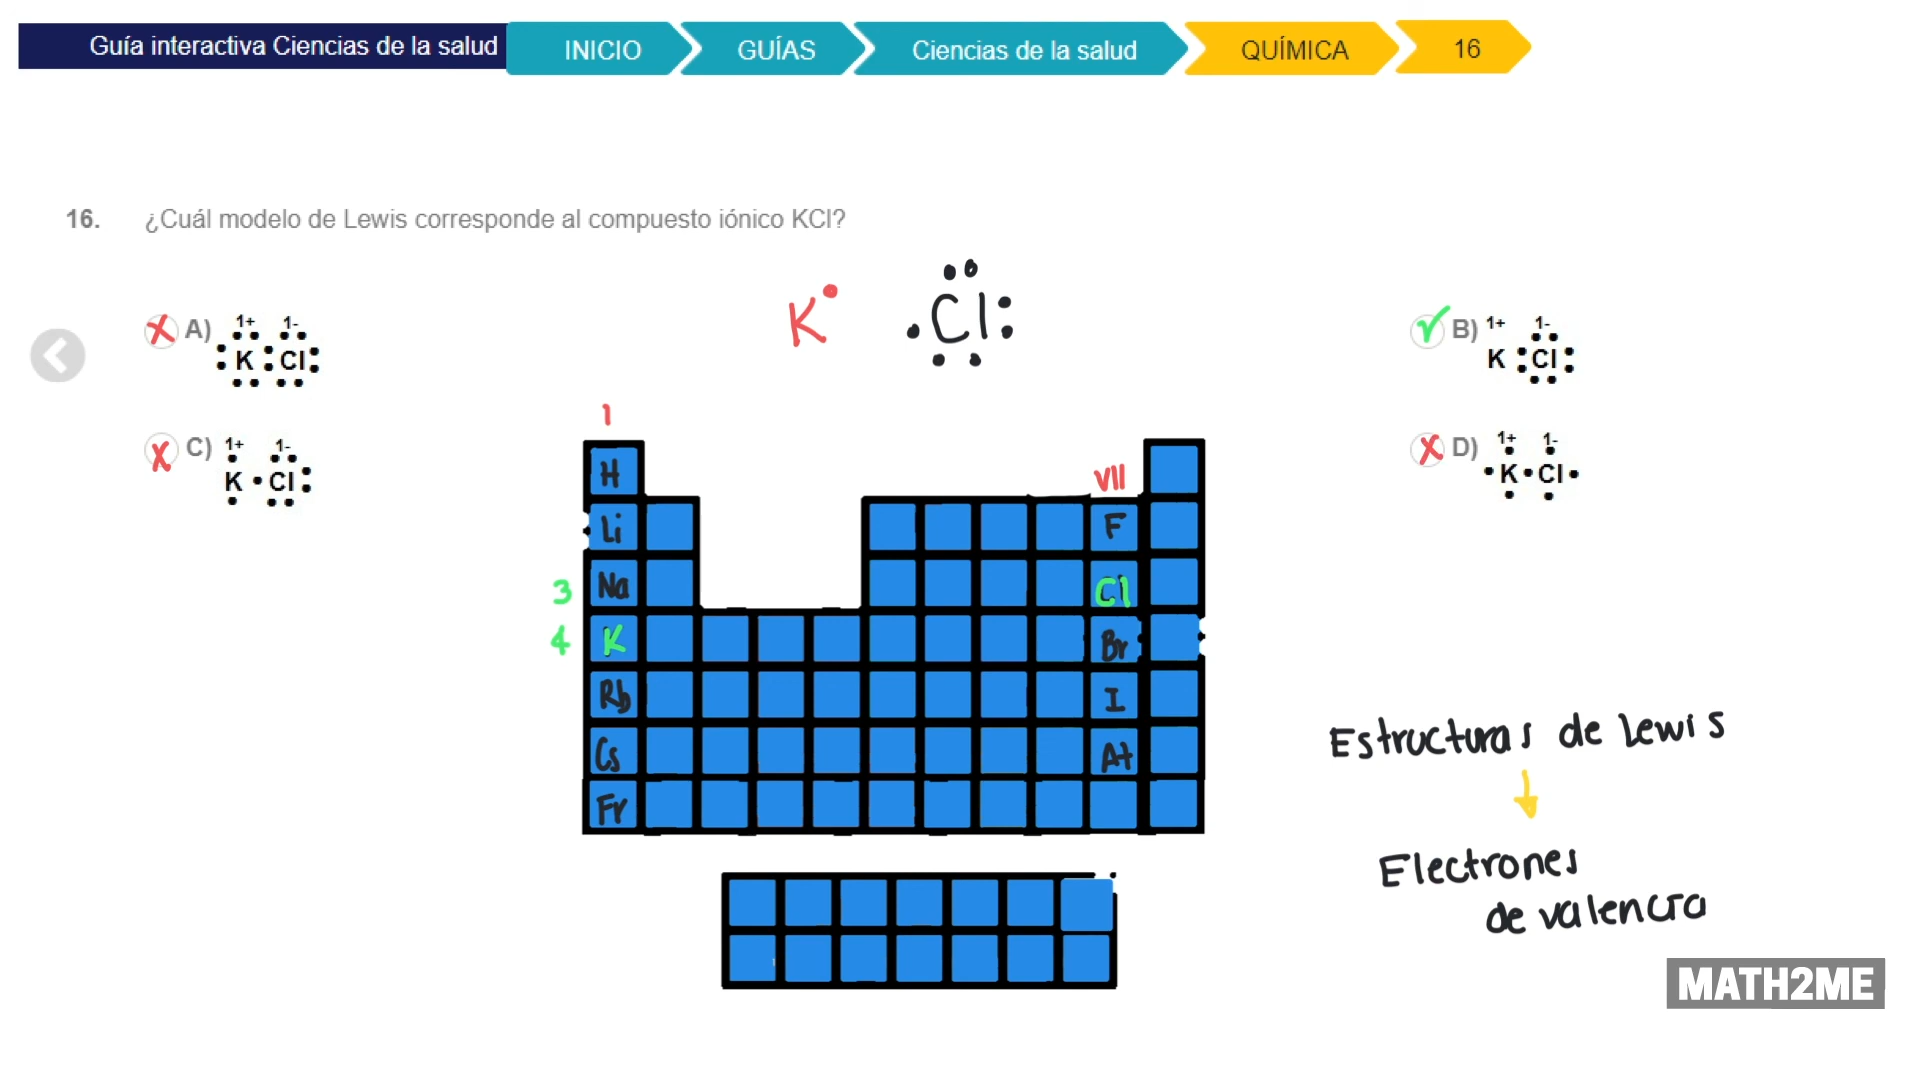 Guía interactiva Ciencias de la salud
INICIO
GUÍAS
Ciencias de la salud
QUÍMICA
16
16. ¿Cuál modelo de Lewis corresponde al compuesto iónico KCl?
K
Cl
A)
1+ 1-
K Cl
B)
1+ 1-
K Cl
C)
1+ 1-
K Cl
D)
1+ 1-
K Cl
1
VII
H
Li
F
3
Na
Cl
4
K
Br
Rb
I
Cs
At
Fr
Estructuras de Lewis
Electrones
de valencia
MATH2ME